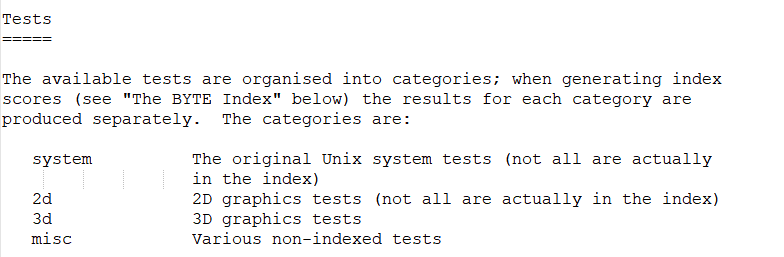 Tests
=====
The available tests are organised into categories; when generating index
scores (see "The BYTE Index" below) the results for each category are
produced separately.  The categories are:
system The original Unix system tests (not all are actually
in the index)
2d 2D graphics tests (not all are actually in the index)
3d 3D graphics tests
misc Various non-indexed tests